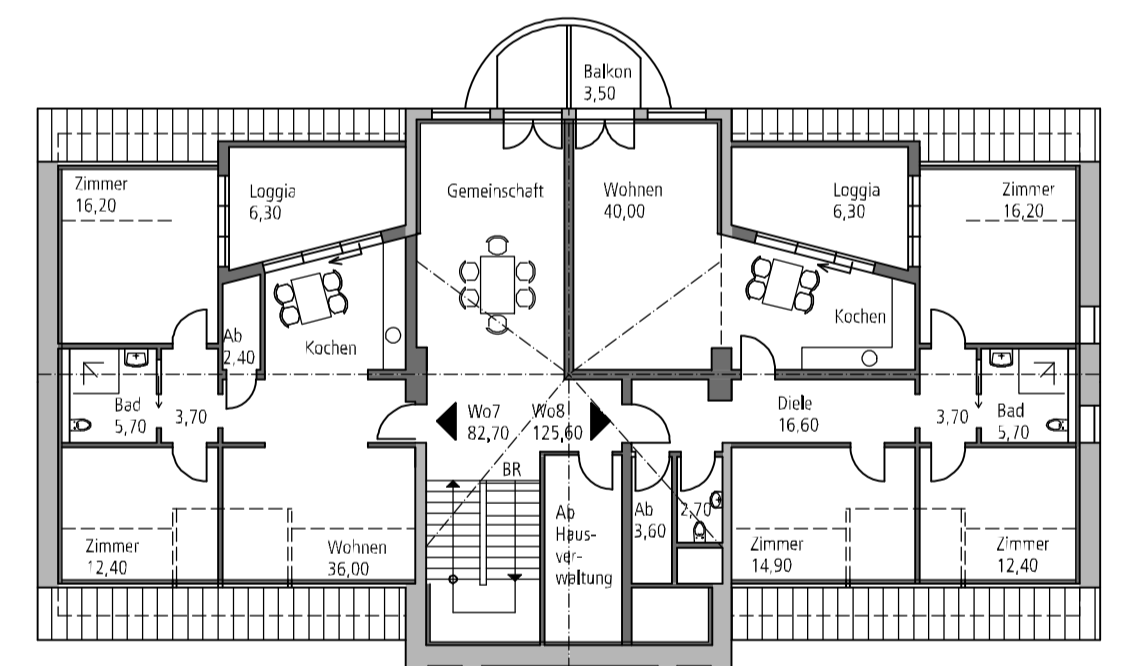 Balkon
3,50
Zimmer
16,20
Loggia
6,30
Gemeinschaft
Wohnen
40,00
Loggia
6,30
Zimmer
16,20
Ab
2,40
Kochen
Kochen
Bad
5,70
3,70
Wo7
82,70
Wo8
125,60
Diele
16,60
3,70
Bad
5,70
BR
Zimmer
12,40
Wohnen
36,00
Ab
Haus-
ver-
waltung
Ab
3,60
2,70
Zimmer
14,90
Zimmer
12,40